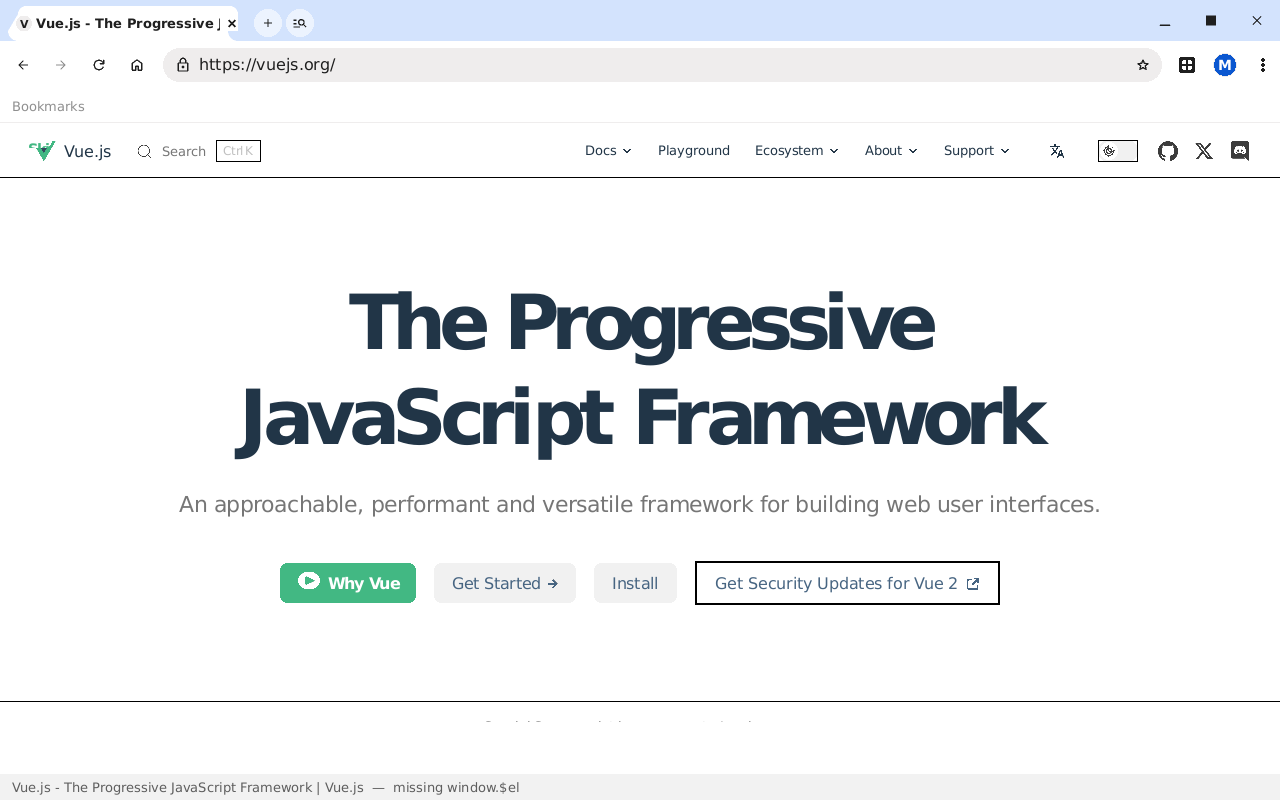 V Vue.js - The Progressive J
https://vuejs.org/
M
Bookmarks
Vue.js Search Ctrl K Docs Playground Ecosystem About Support
The Progressive
JavaScript Framework
An approachable, performant and versatile framework for building web user interfaces.
Why Vue Get Started → Install Get Security Updates for Vue 2
Vue.js - The Progressive JavaScript Framework | Vue.js — missing window.$el